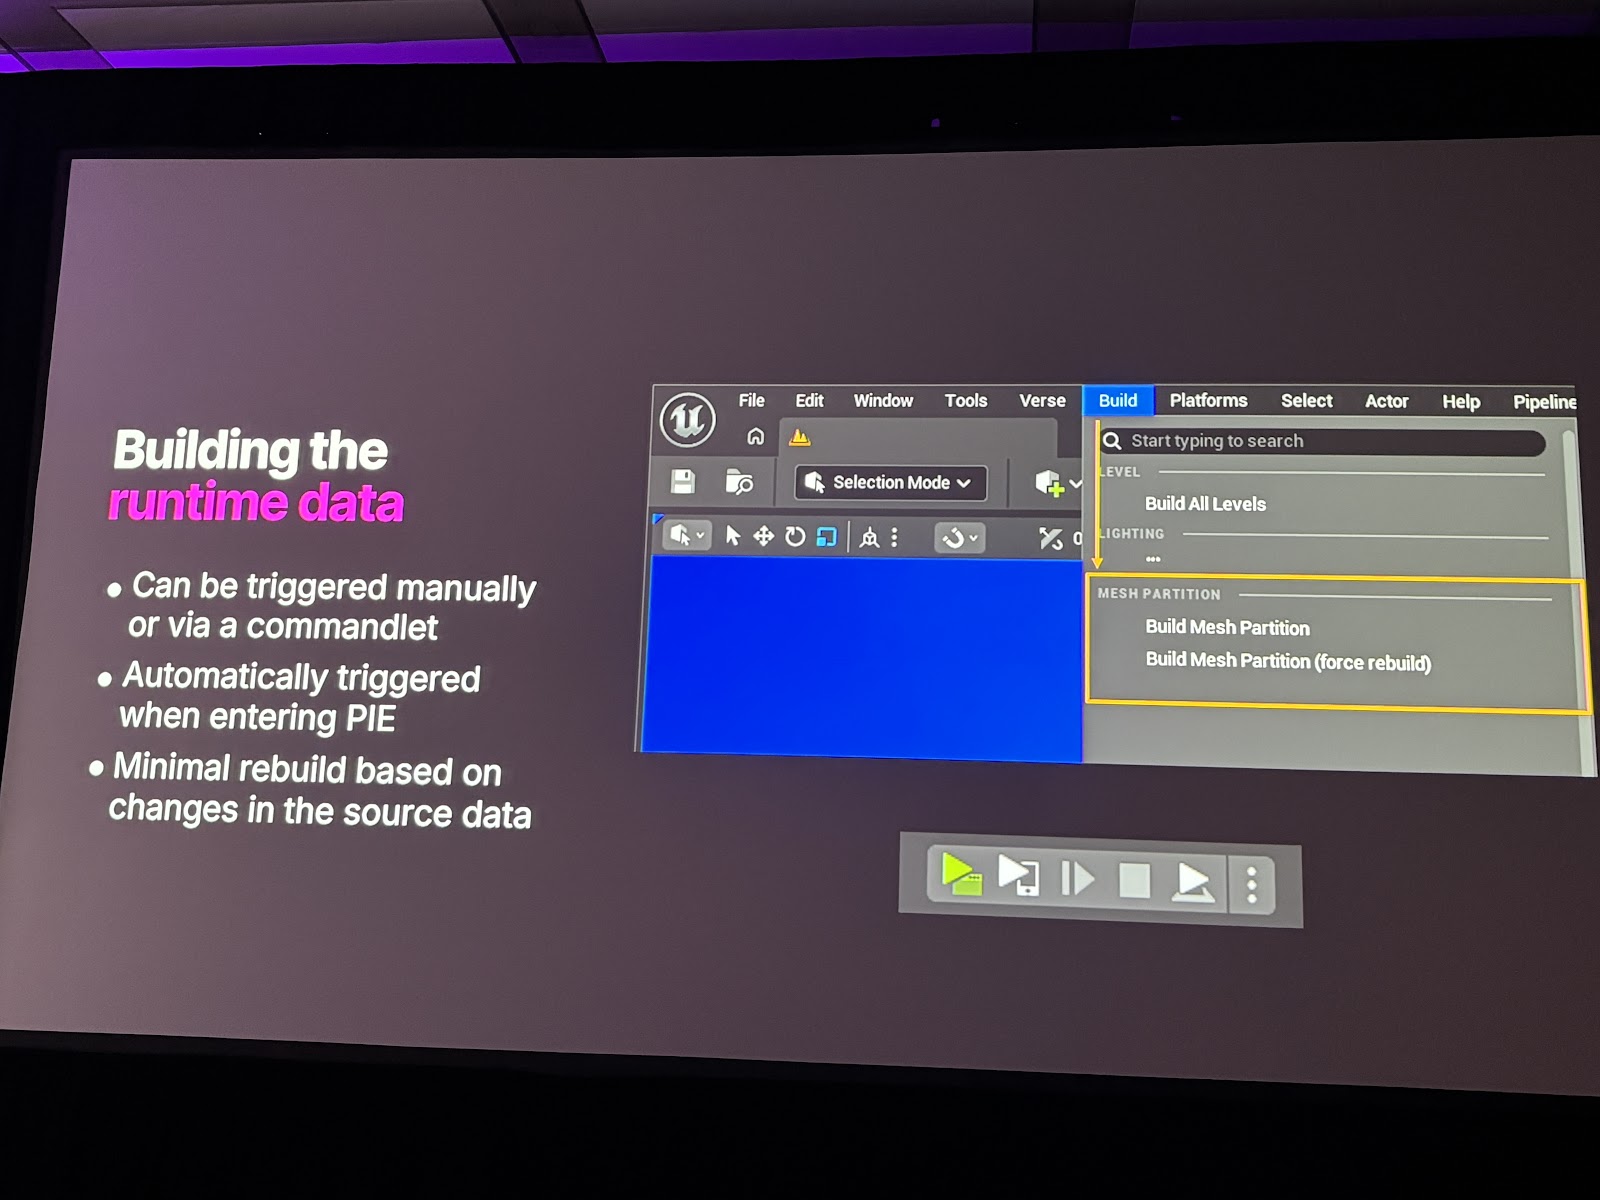 Building the
runtime data
• Can be triggered manually
or via a commandlet
• Automatically triggered
when entering PIE
• Minimal rebuild based on
changes in the source data
File Edit Window Tools Verse Build Platforms Select Actor Help Pipeline
Start typing to search
Selection Mode
LEVEL
Build All Levels
LIGHTING
...
0
MESH PARTITION
Build Mesh Partition
Build Mesh Partition (force rebuild)